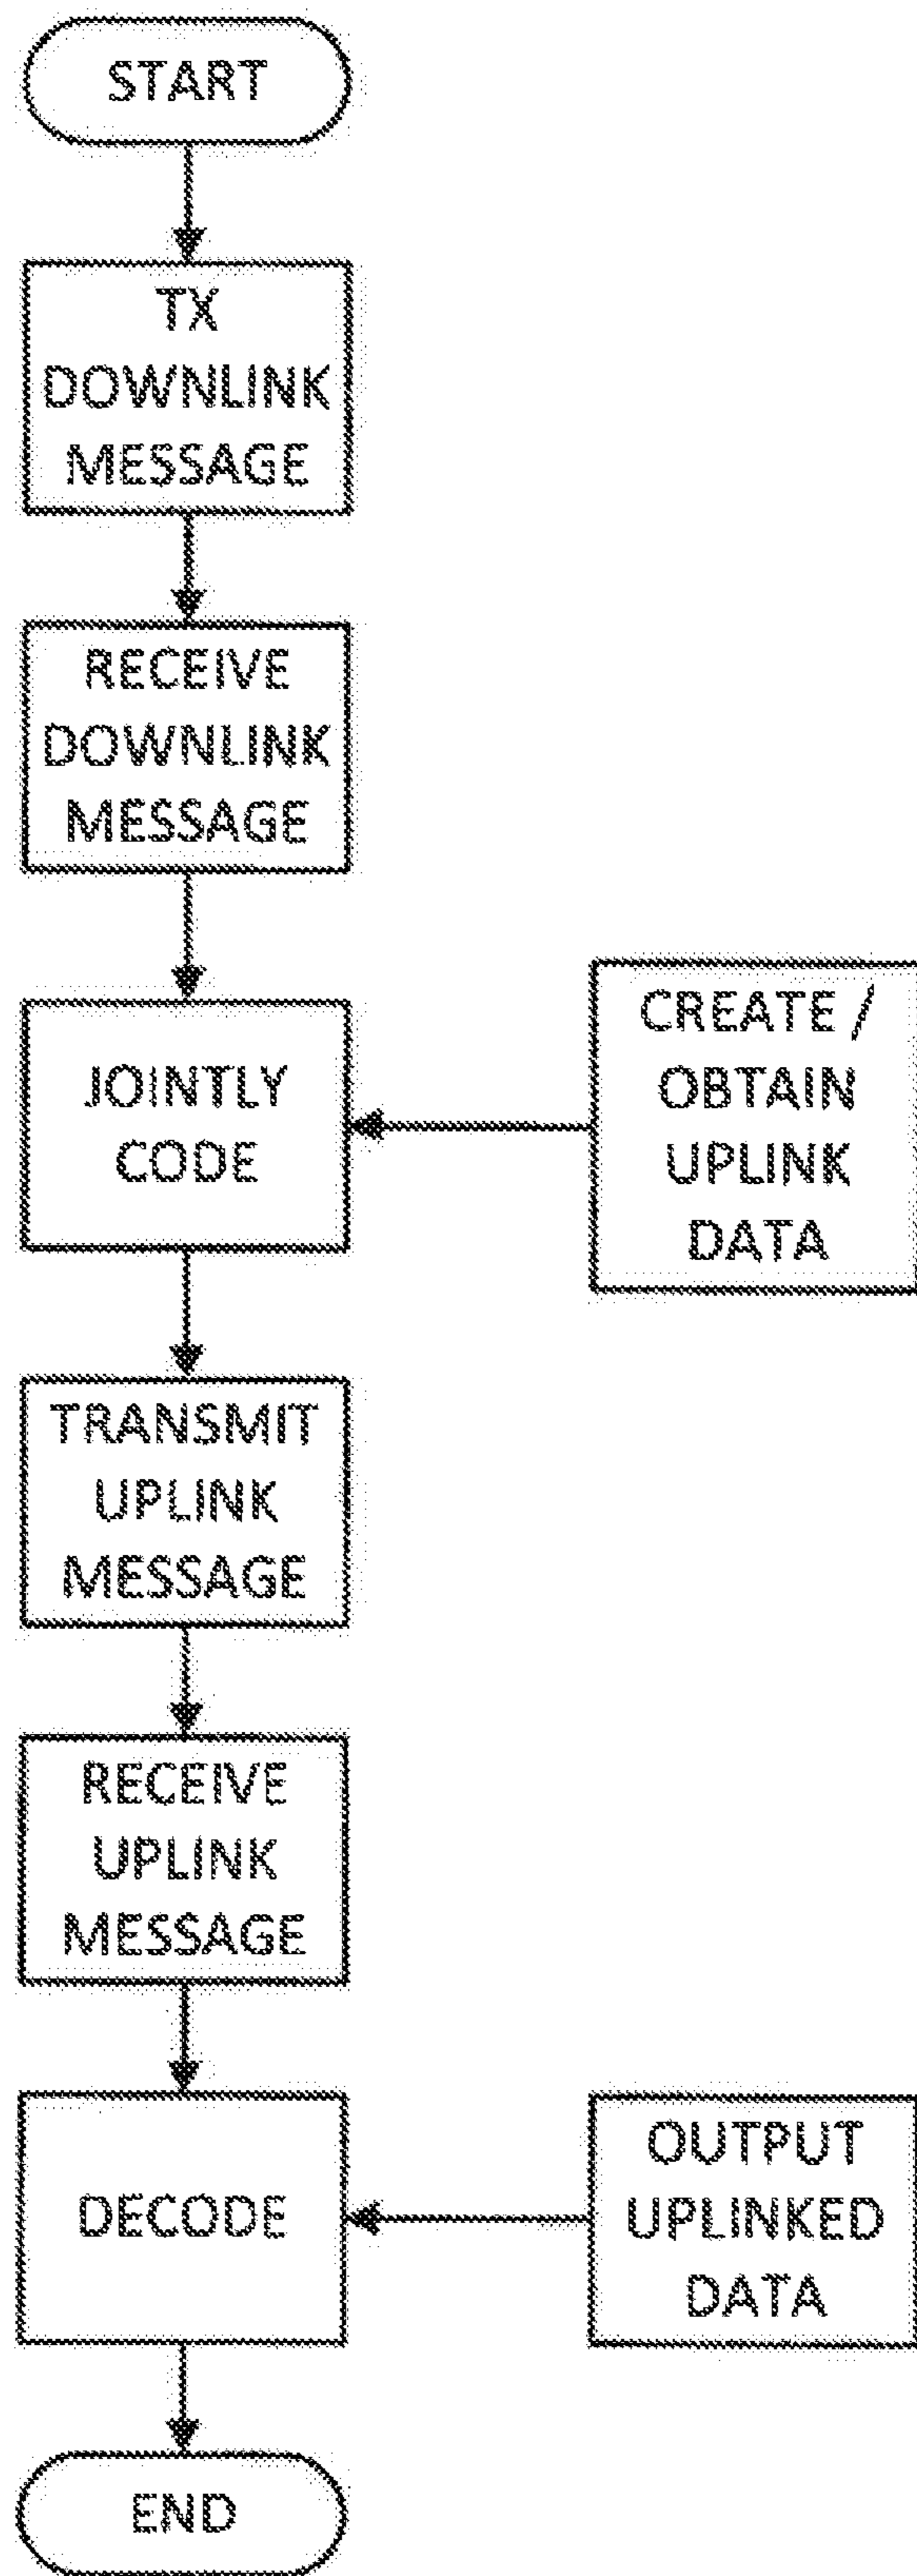 START
TX
DOWNLINK
MESSAGE
RECEIVE
DOWNLINK
MESSAGE
JOINTLY
CODE
CREATE /
OBTAIN
UPLINK
DATA
TRANSMIT
UPLINK
MESSAGE
RECEIVE
UPLINK
MESSAGE
DECODE
OUTPUT
UPLINKED
DATA
END